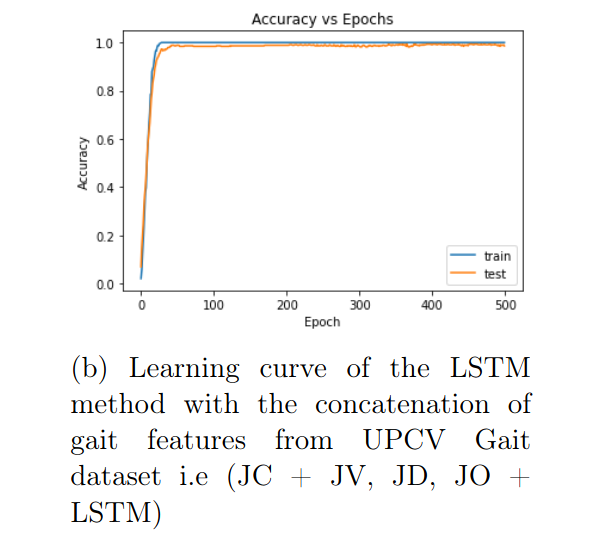 Accuracy vs Epochs
1.0
0.8
0.6
0.4
0.2
0.0
Accuracy
0 100 200 300 400 500
Epoch
train
test
(b) Learning curve of the LSTM
method with the concatenation of
gait features from UPCV Gait
dataset i.e (JC + JV, JD, JO +
LSTM)